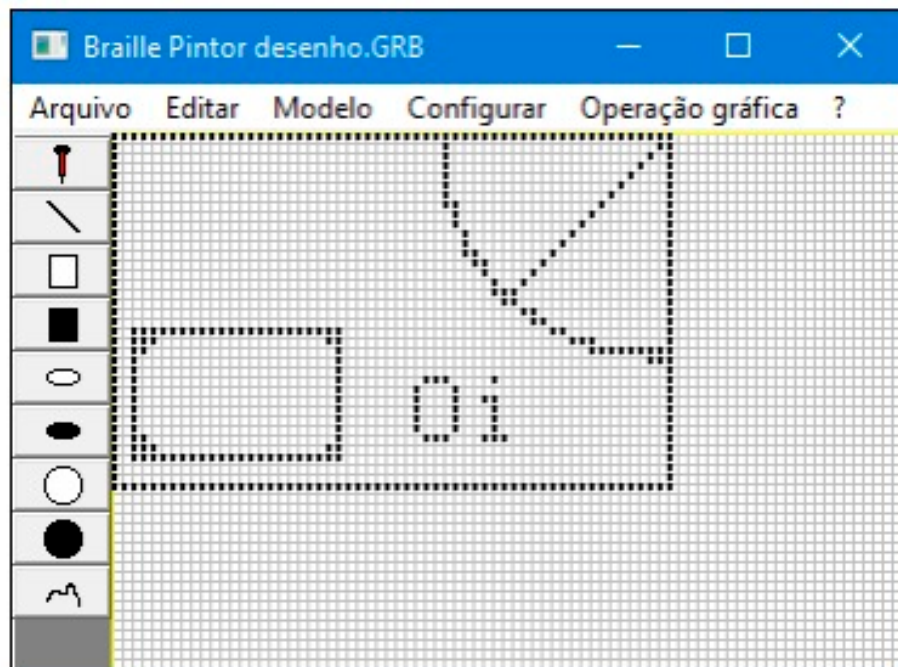 Braille Pintor desenho.GRB
Arquivo Editar Modelo Configurar Operação gráfica ?
Oi